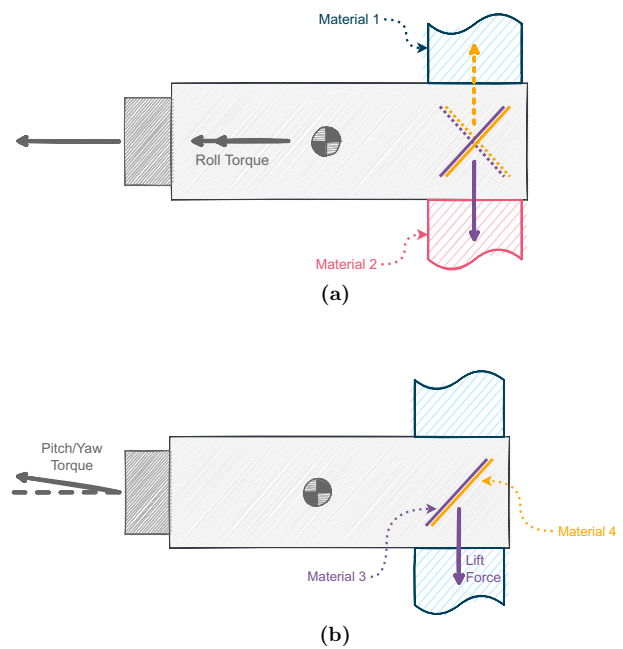 Material 1
Roll Torque
Material 2
(a)
Pitch/Yaw
Torque
Material 4
Lift
Force
Material 3
(b)